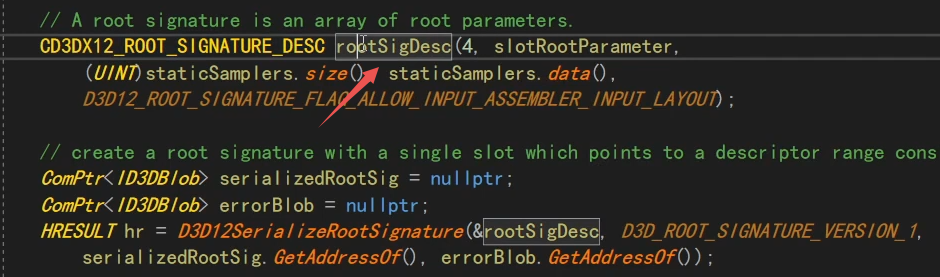 // A root signature is an array of root parameters.
CD3DX12_ROOT_SIGNATURE_DESC rootSigDesc(4, slotRootParameter,
(UINT)staticSamplers.size(), staticSamplers.data(),
D3D12_ROOT_SIGNATURE_FLAG_ALLOW_INPUT_ASSEMBLER_INPUT_LAYOUT);
// create a root signature with a single slot which points to a descriptor range cons
ComPtr<ID3DBlob> serializedRootSig = nullptr;
ComPtr<ID3DBlob> errorBlob = nullptr;
HRESULT hr = D3D12SerializeRootSignature(&rootSigDesc, D3D_ROOT_SIGNATURE_VERSION_1,
serializedRootSig.GetAddressOf(), errorBlob.GetAddressOf());